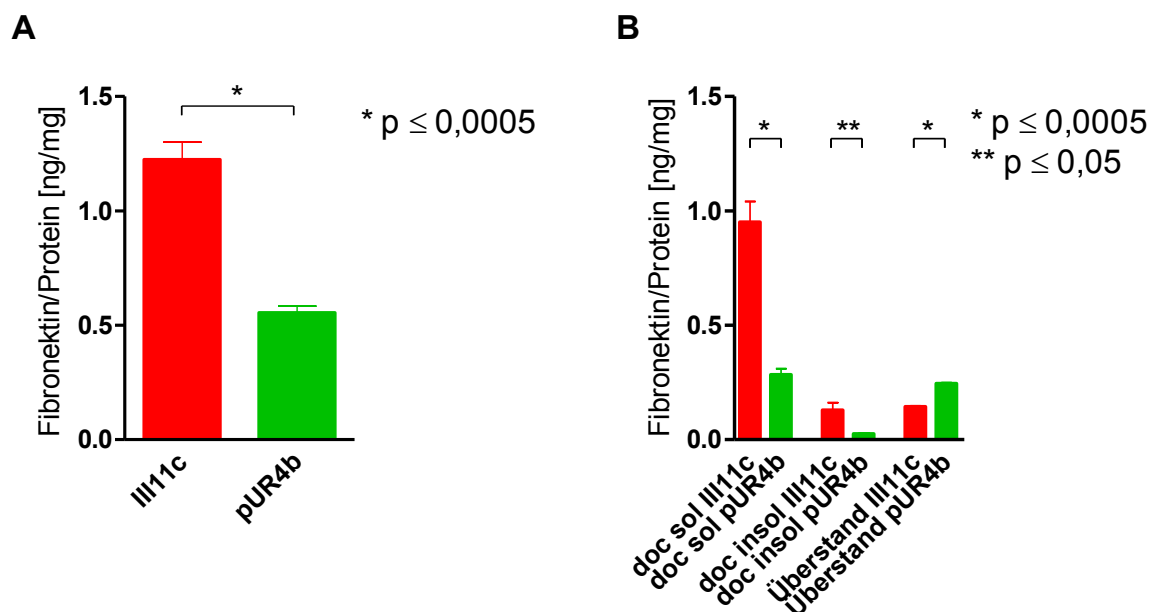 A
Fibronektin/Protein [ng/mg]
1.5
1.0
0.5
0.0
*
* p ≤ 0,0005
III11c
pUR4b
B
Fibronektin/Protein [ng/mg]
1.5
1.0
0.5
0.0
*
**
*
* p ≤ 0,0005
** p ≤ 0,05
doc sol III11c
doc sol pUR4b
doc insol III11c
doc insol pUR4b
Überstand III11c
Überstand pUR4b